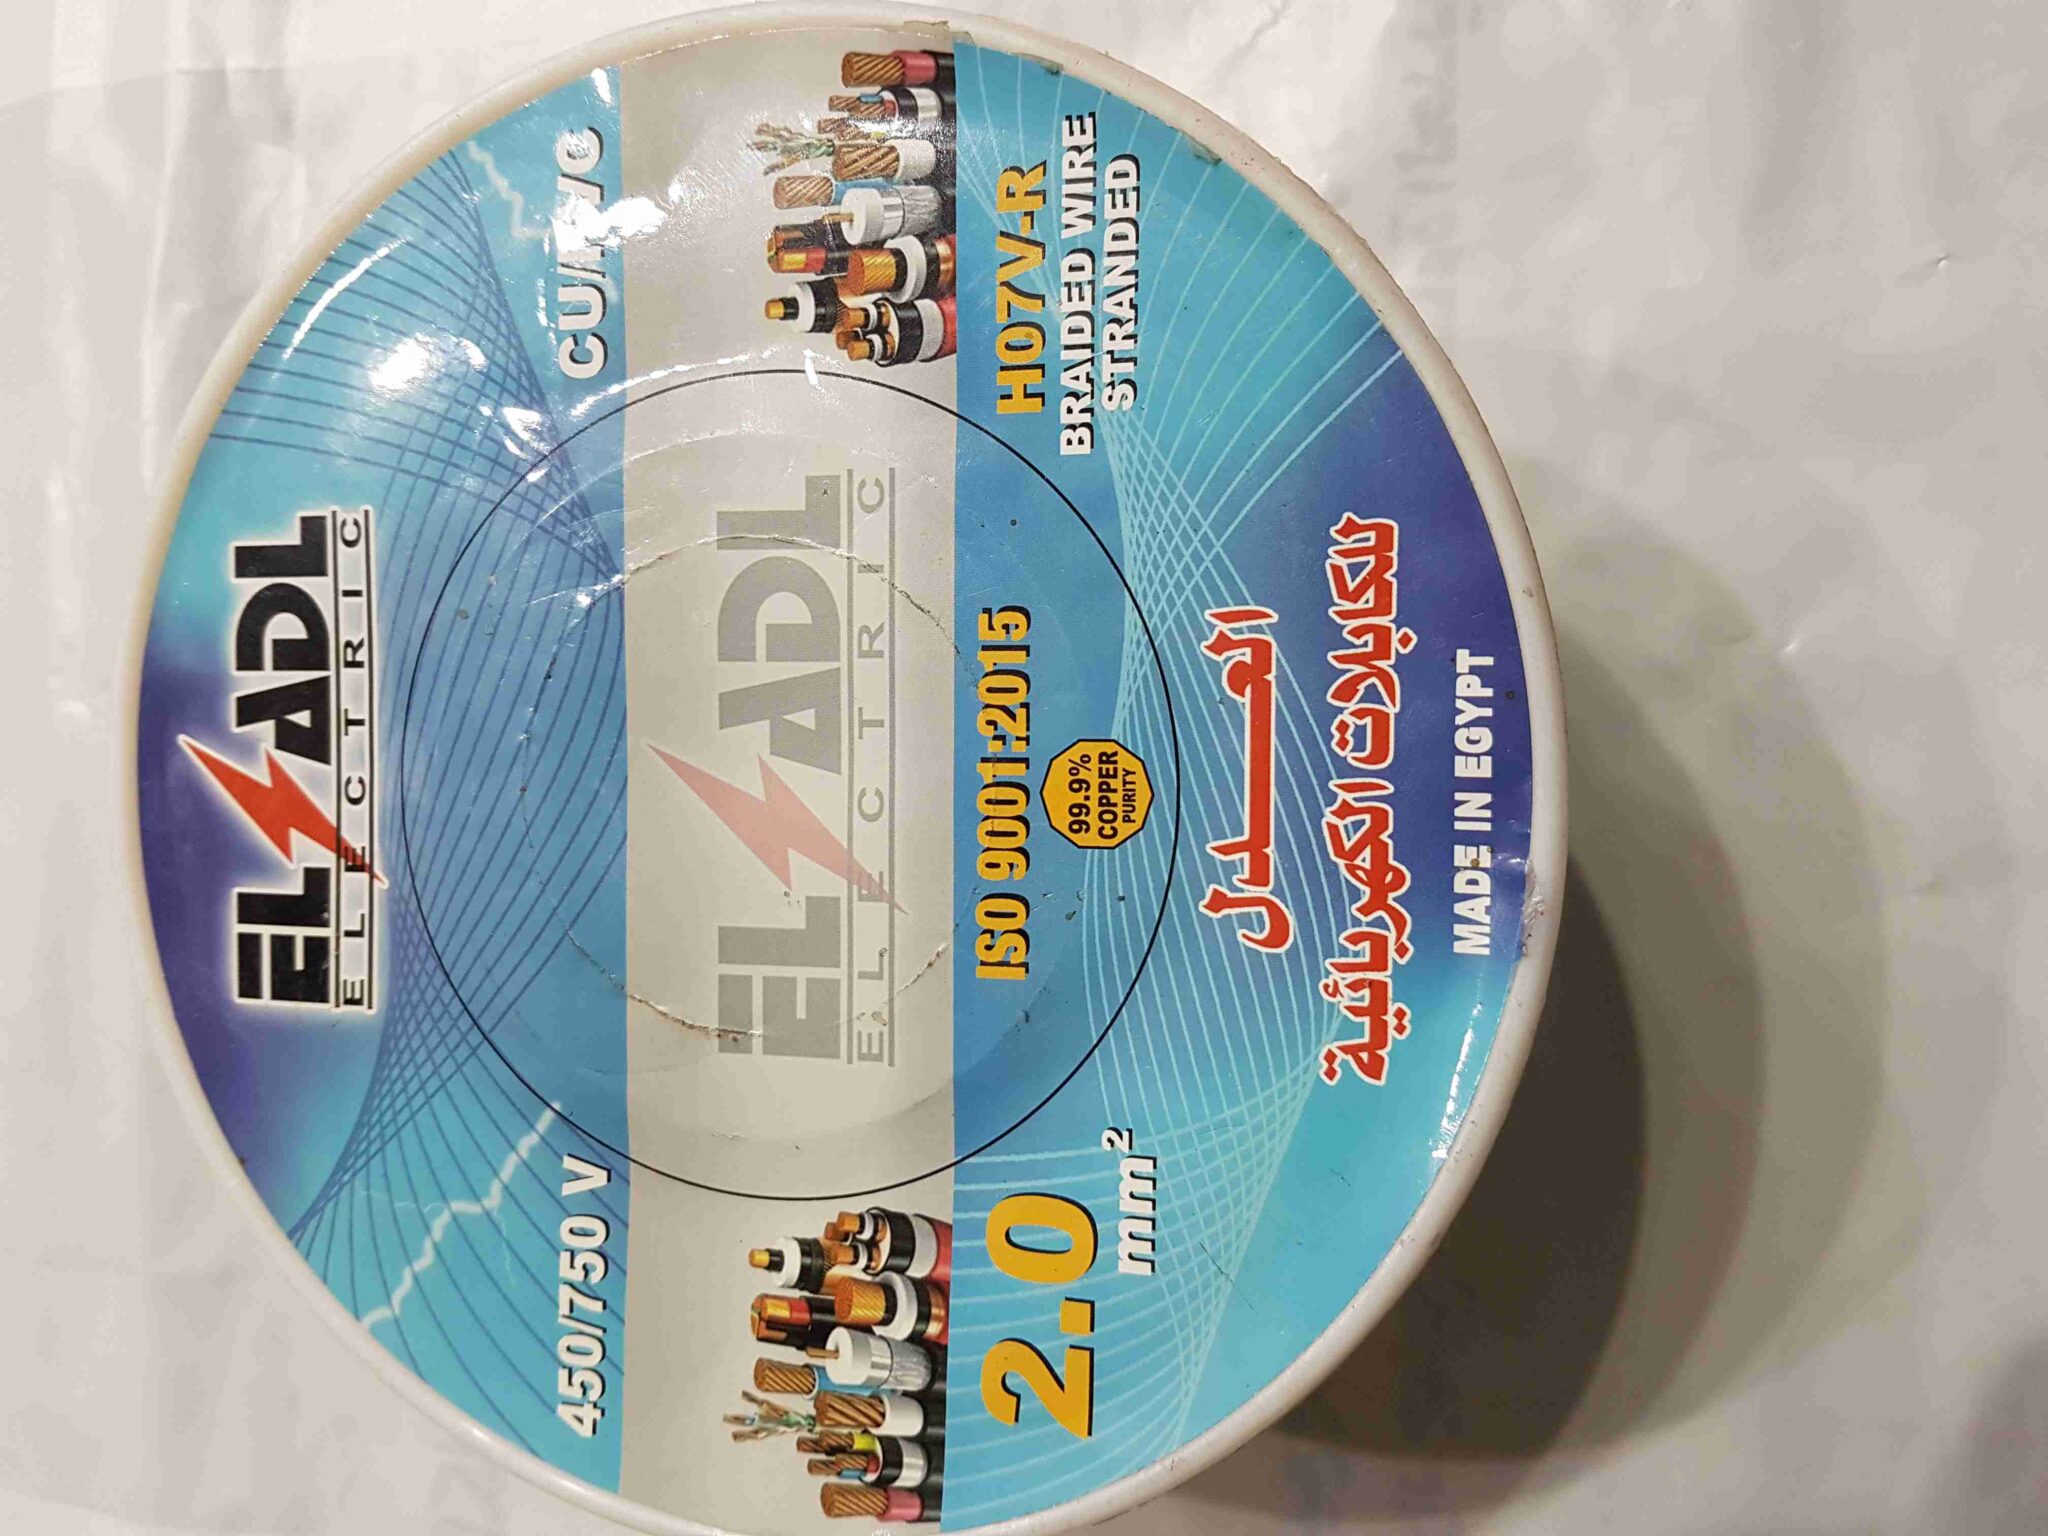 EL ADL
ELECTRIC
450/750 V
CU/PVC
EL ADL
ELECTRIC
2.0
mm²
ISO 9001:2015
99.9%
COPPER
PURITY
H07V-R
BRAIDED WIRE
STRANDED
العدل
للكابلات الكهربائية
MADE IN EGYPT